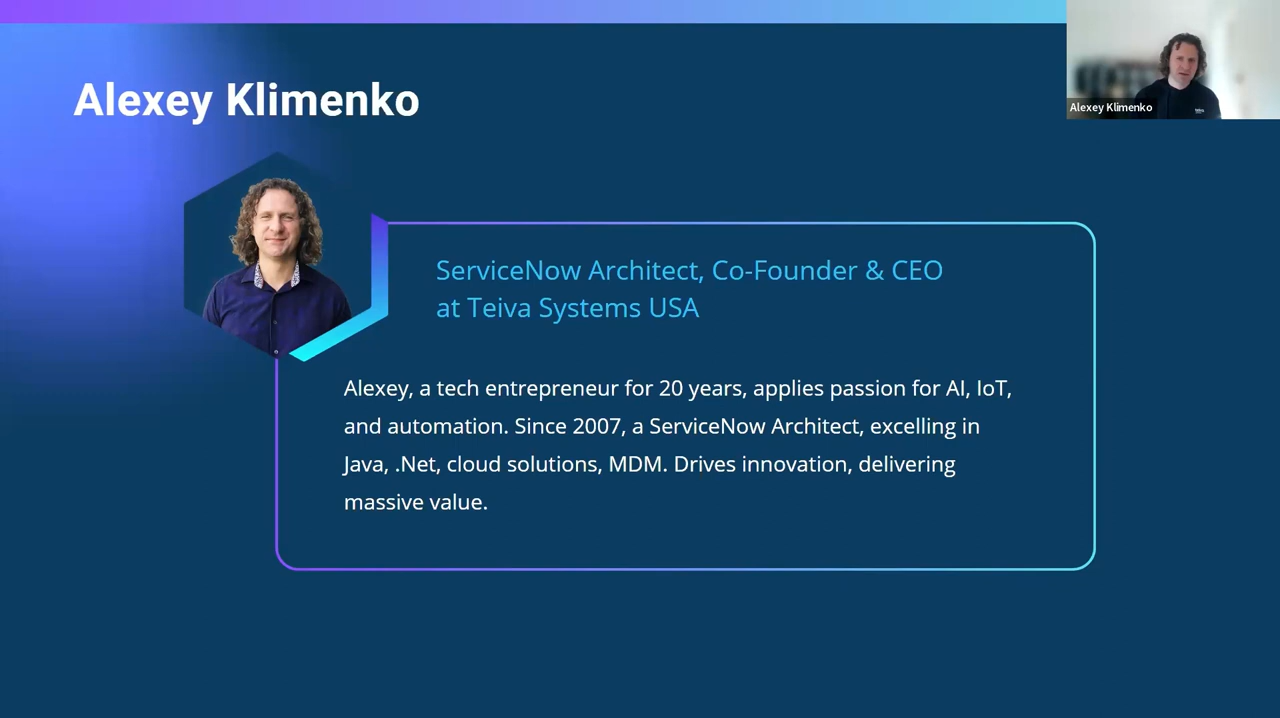 Alexey Klimenko
Alexey Klimenko
ServiceNow Architect, Co-Founder & CEO
at Teiva Systems USA
Alexey, a tech entrepreneur for 20 years, applies passion for AI, IoT,
and automation. Since 2007, a ServiceNow Architect, excelling in
Java, .Net, cloud solutions, MDM. Drives innovation, delivering
massive value.